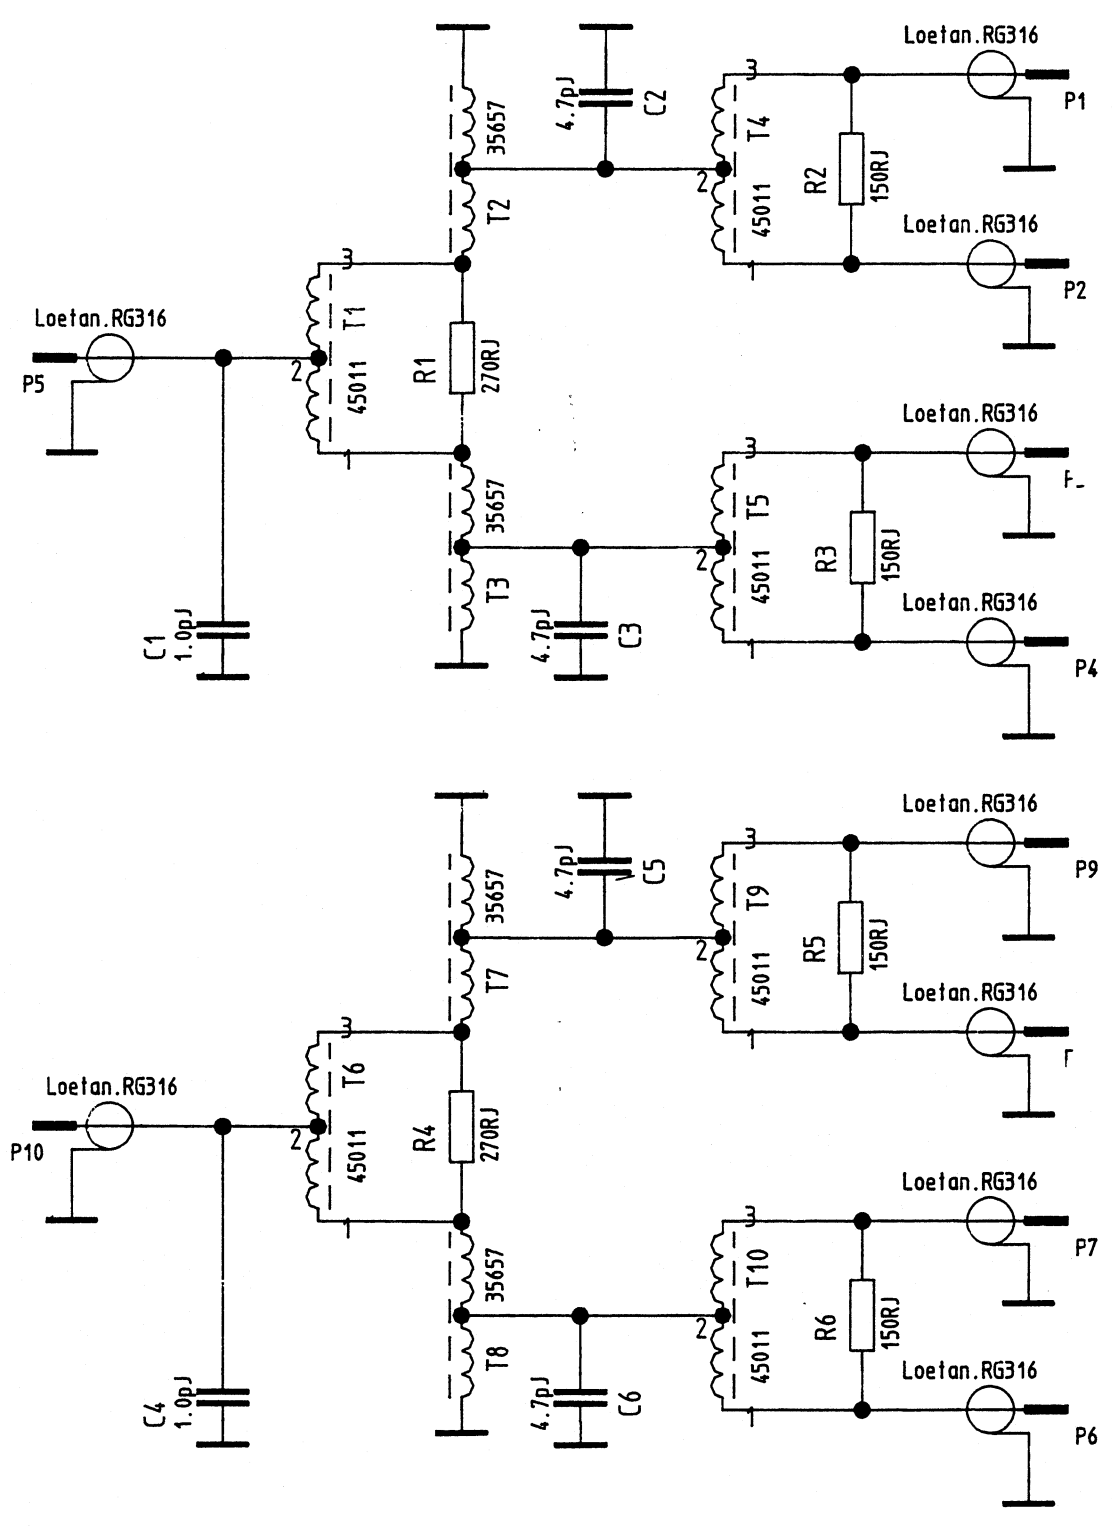 Loetan.RG316
P1
4.7pJ
C2
35657
T4
3
2
R2
150RJ
45011
T2
Loetan.RG316
P2
1
3
Loetan.RG316
P5
T1
2
45011
R1
270RJ
1
Loetan.RG316
3
35657
T5
2
R3
150RJ
45011
T3
Loetan.RG316
C1
1.0pJ
4.7pJ
C3
1
P4
Loetan.RG316
3
P9
4.7pJ
C5
35657
T9
2
R5
150RJ
45011
T7
Loetan.RG316
3
1
T6
Loetan.RG316
P10
2
45011
R4
270RJ
1
Loetan.RG316
3
P7
35657
T10
2
R6
150RJ
45011
T8
Loetan.RG316
C4
1.0pJ
4.7pJ
C6
1
P6